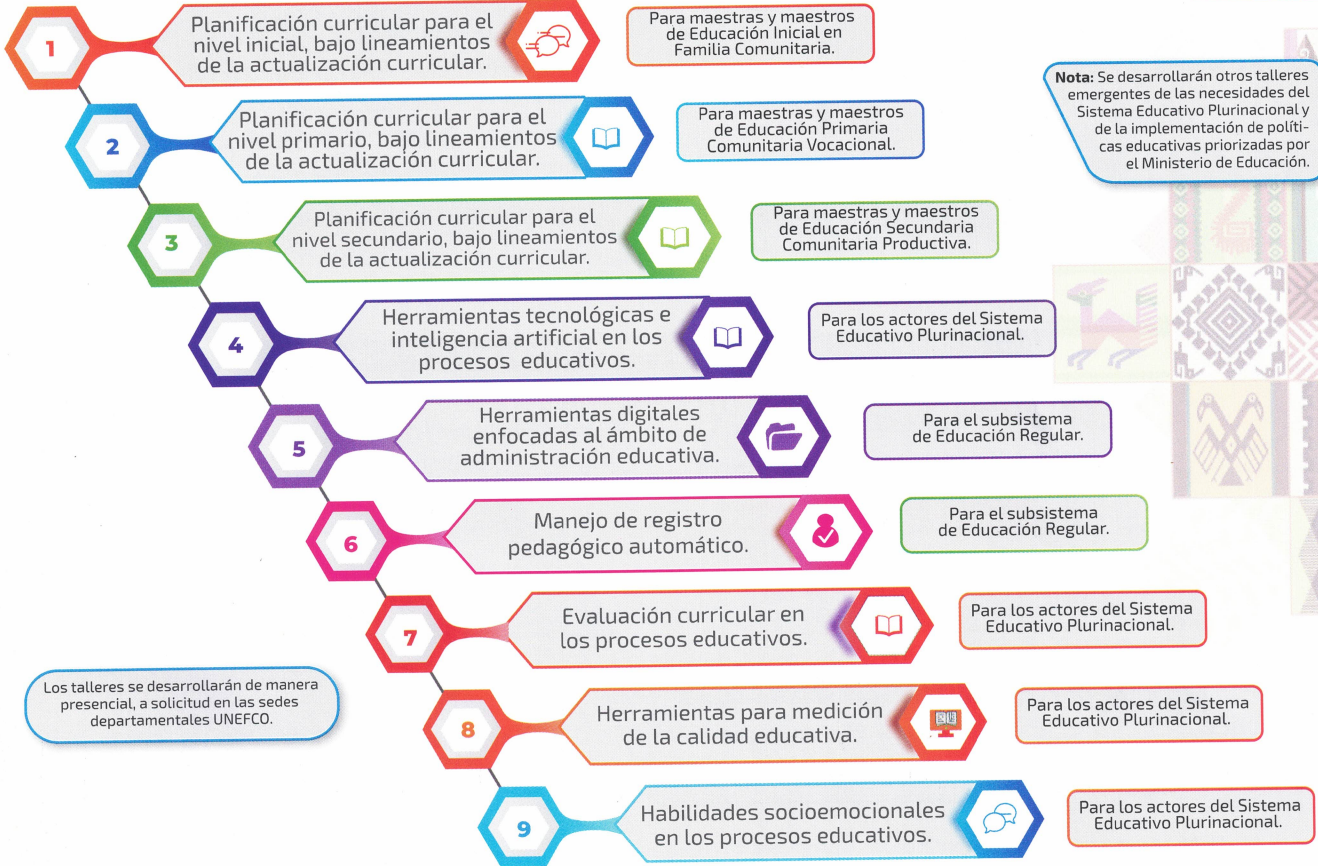 1
Planificación curricular para el
nivel inicial, bajo lineamientos
de la actualización curricular.
Para maestras y maestros
de Educación Inicial en
Familia Comunitaria.
Nota: Se desarrollarán otros talleres
emergentes de las necesidades del
Sistema Educativo Plurinacional y
de la implementación de políti-
cas educativas priorizadas por
el Ministerio de Educación.
2
Planificación curricular para el
nivel primario, bajo lineamientos
de la actualización curricular.
Para maestras y maestros
de Educación Primaria
Comunitaria Vocacional.
3
Planificación curricular para el
nivel secundario, bajo lineamientos
de la actualización curricular.
Para maestras y maestros
de Educación Secundaria
Comunitaria Productiva.
4
Herramientas tecnológicas e
inteligencia artificial en los
procesos educativos.
Para los actores del Sistema
Educativo Plurinacional.
5
Herramientas digitales
enfocadas al ámbito de
administración educativa.
Para el subsistema
de Educación Regular.
6
Manejo de registro
pedagógico automático.
Para el subsistema
de Educación Regular.
7
Evaluación curricular en
los procesos educativos.
Para los actores del Sistema
Educativo Plurinacional.
Los talleres se desarrollarán de manera
presencial, a solicitud en las sedes
departamentales UNEFCO.
8
Herramientas para medición
de la calidad educativa.
Para los actores del Sistema
Educativo Plurinacional.
9
Habilidades socioemocionales
en los procesos educativos.
Para los actores del Sistema
Educativo Plurinacional.